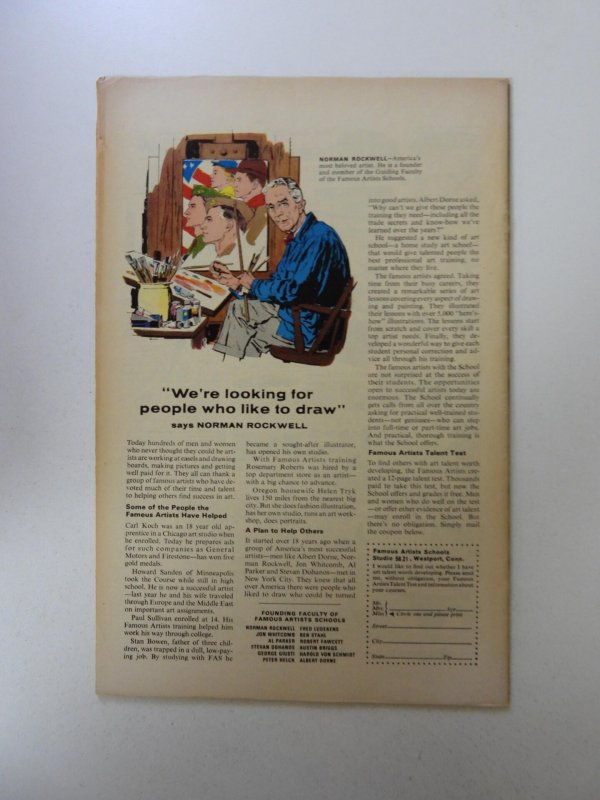 NORMAN ROCKWELL—America's
most beloved artist. He is a founder
and member of the Guiding Faculty
of the Famous Artists Schools.
"We're looking for
people who like to draw"
says NORMAN ROCKWELL
Today hundreds of men and women
who never thought they could be art-
ists are working at easels and drawing
boards, making pictures and getting
well paid for it. They all can thank a
group of famous artists who have de-
voted much of their time and talent
to helping others find success in art.
Some of the People the
Famous Artists Have Helped
Carl Koch was an 18 year old ap-
prentice in a Chicago art studio when
he enrolled. Today he prepares ads
for such companies as General
Motors and Firestone—has won five
gold medals.
Howard Sanden of Minneapolis
took the Course while still in high
school. He is now a successful artist
—last year he and his wife traveled
through Europe and the Middle East
on important art assignments.
Paul Sullivan enrolled at 14. His
Famous Artists training helped him
work his way through college.
Stan Bowen, father of three chil-
dren, was trapped in a dull, low-pay-
ing job. By studying with FAS he
became a sought-after illustrator,
has opened his own studio.
With Famous Artists training
Rosemary Roberts was hired by a
top department store as an artist—
with a big chance to advance.
Oregon housewife Helen Tryk
lives 150 miles from the nearest big
city. But she does fashion illustration,
has her own studio, runs an art work-
shop, does portraits.
A Plan to Help Others
It started over 18 years ago when a
group of America's most successful
artists—men like Albert Dorne, Nor-
man Rockwell, Jon Whitcomb, Al
Parker and Stevan Dohanos—met in
New York City. They knew that all
over America there were people who
liked to draw who could be turned
FOUNDING FACULTY OF
FAMOUS ARTISTS SCHOOLS
NORMAN ROCKWELL FRED LUDEKENS
JON WHITCOMB BEN STAHL
AL PARKER ROBERT FAWCETT
STEVAN DOHANOS AUSTIN BRIGGS
GEORGE GIUSTI HAROLD VON SCHMIDT
PETER HELCK ALBERT DORNE
into good artists. Albert Dorne asked,
"Why can't we give these people the
training they need—including all the
trade secrets and know-how we've
learned over the years?"
He suggested a new kind of art
school—a home study art school—
that would give talented people the
best professional art training, no
matter where they live.
The famous artists agreed. Taking
time from their busy careers, they
created a remarkable series of art
lessons covering every aspect of draw-
ing and painting. They illustrated
their lessons with over 5,000 "here's-
how" illustrations. The lessons start
from scratch and cover every skill a
top artist needs. Finally, they de-
veloped a wonderful way to give each
student personal correction and ad-
vice all through his training.
The famous artists with the School
are not surprised at the success of
their students. The opportunities
open to successful artists today are
enormous. The School continually
gets calls from all over the country
asking for practical well-trained stu-
dents—not geniuses—who can step
into full-time or part-time art jobs.
And practical, thorough training is
what the School offers.
Famous Artists Talent Test
To find others with art talent worth
developing, the Famous Artists cre-
ated a 12-page talent test. Thousands
paid to take this test, but now the
School offers and grades it free. Men
and women who do well on the test
—or offer other evidence of art talent
—may enroll in the School. But
there's no obligation. Simply mail
the coupon below.
Famous Artists Schools
Studio Westport, Conn.
I would like to find out whether I have
art talent worth developing. Please send
me, without obligation, your Famous
Artists Talent Test and information about
your courses.
Mr.
Mrs. Age
Miss Circle one and please print
Street
City
State Zip